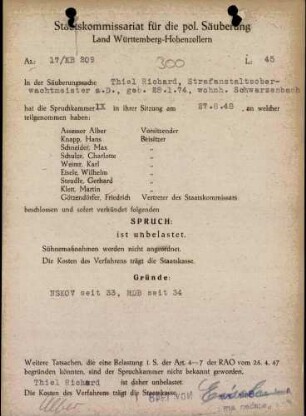 Staatskommissariat für die pol. Säuberung
Land Württemberg-Hohenzollern
Az.: 17/KB 209
300
L: 45
In der Säuberungssache Thiel Richard, Strafanstaltsober-
wachtmeister a.D., geb. 28.1.74, wohnh. Schwarzenbach
hat die Spruchkammer IX in ihrer Sitzung am 27.8.48, an welcher
teilgenommen haben:
Assessor Alber Vorsitzender
Knapp, Hans Beisitzer
Schneider, Max
Schulze, Charlotte
Weimer, Karl
Eisele, Wilhelm
Staudle, Gerhard
Klett, Martin
Götzendörfer, Friedrich Vertreter des Staatskommissars
beschlossen und sofort verkündet folgenden
SPRUCH:
ist unbelastet.
Sühnemaßnahmen werden nicht angeordnet.
Die Kosten des Verfahrens trägt die Staatskasse.
Gründe:
NSKOV seit 33, RDB seit 34
Weitere Tatsachen, die eine Belastung i. S. der Art. 4–7 der RAO vom 25. 4. 47
begründen könnten, sind der Spruchkammer nicht bekannt geworden.
Thiel Richard ist daher unbelastet.
Die Kosten des Verfahrens trägt die Staatskasse.
Alber